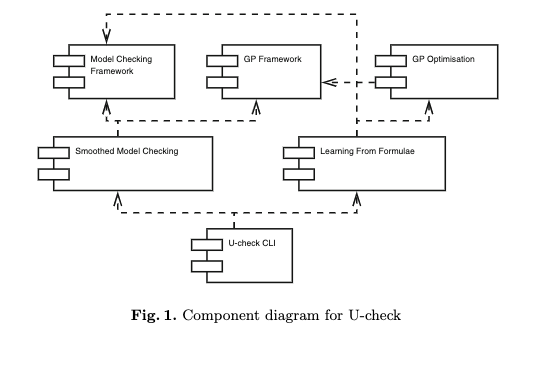 Model Checking
Framework
GP Framework
GP Optimisation
Smoothed Model Checking
Learning From Formulae
U-check CLI
Fig. 1. Component diagram for U-check